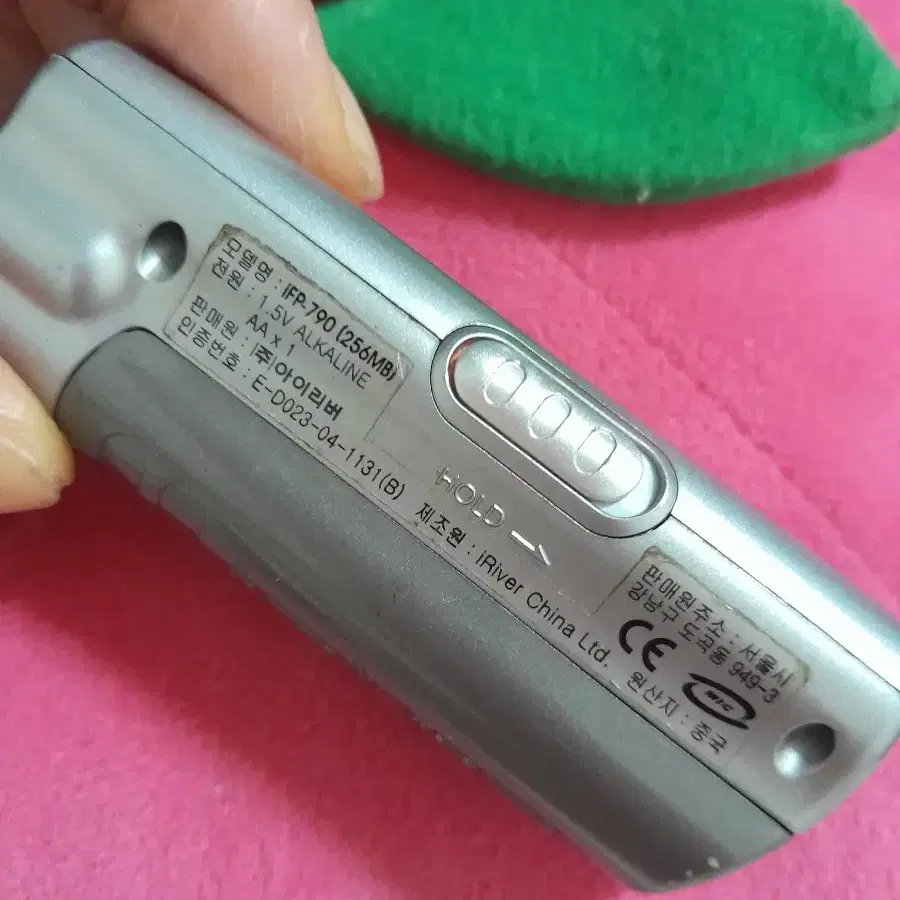 모델명 : iFP-790 (256MB)
전원 : 1.5V ALKALINE
AA x 1
판매원 : (주)아이리버
인증번호 : E-D023-04-1131(B)
제조원 : iRiver China Ltd.
HOLD
판매원주소 : 서울시
강남구 도곡동 949-3
CE
MIC
원산지 : 중국